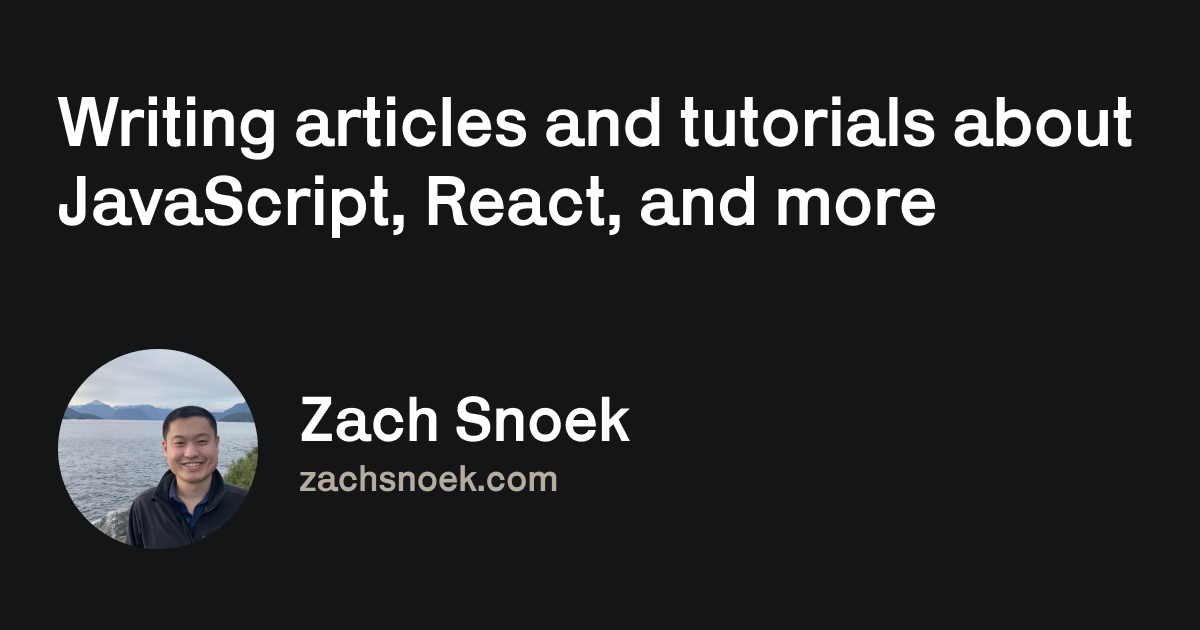 Writing articles and tutorials about
JavaScript, React, and more
Zach Snoek
zachsnoek.com